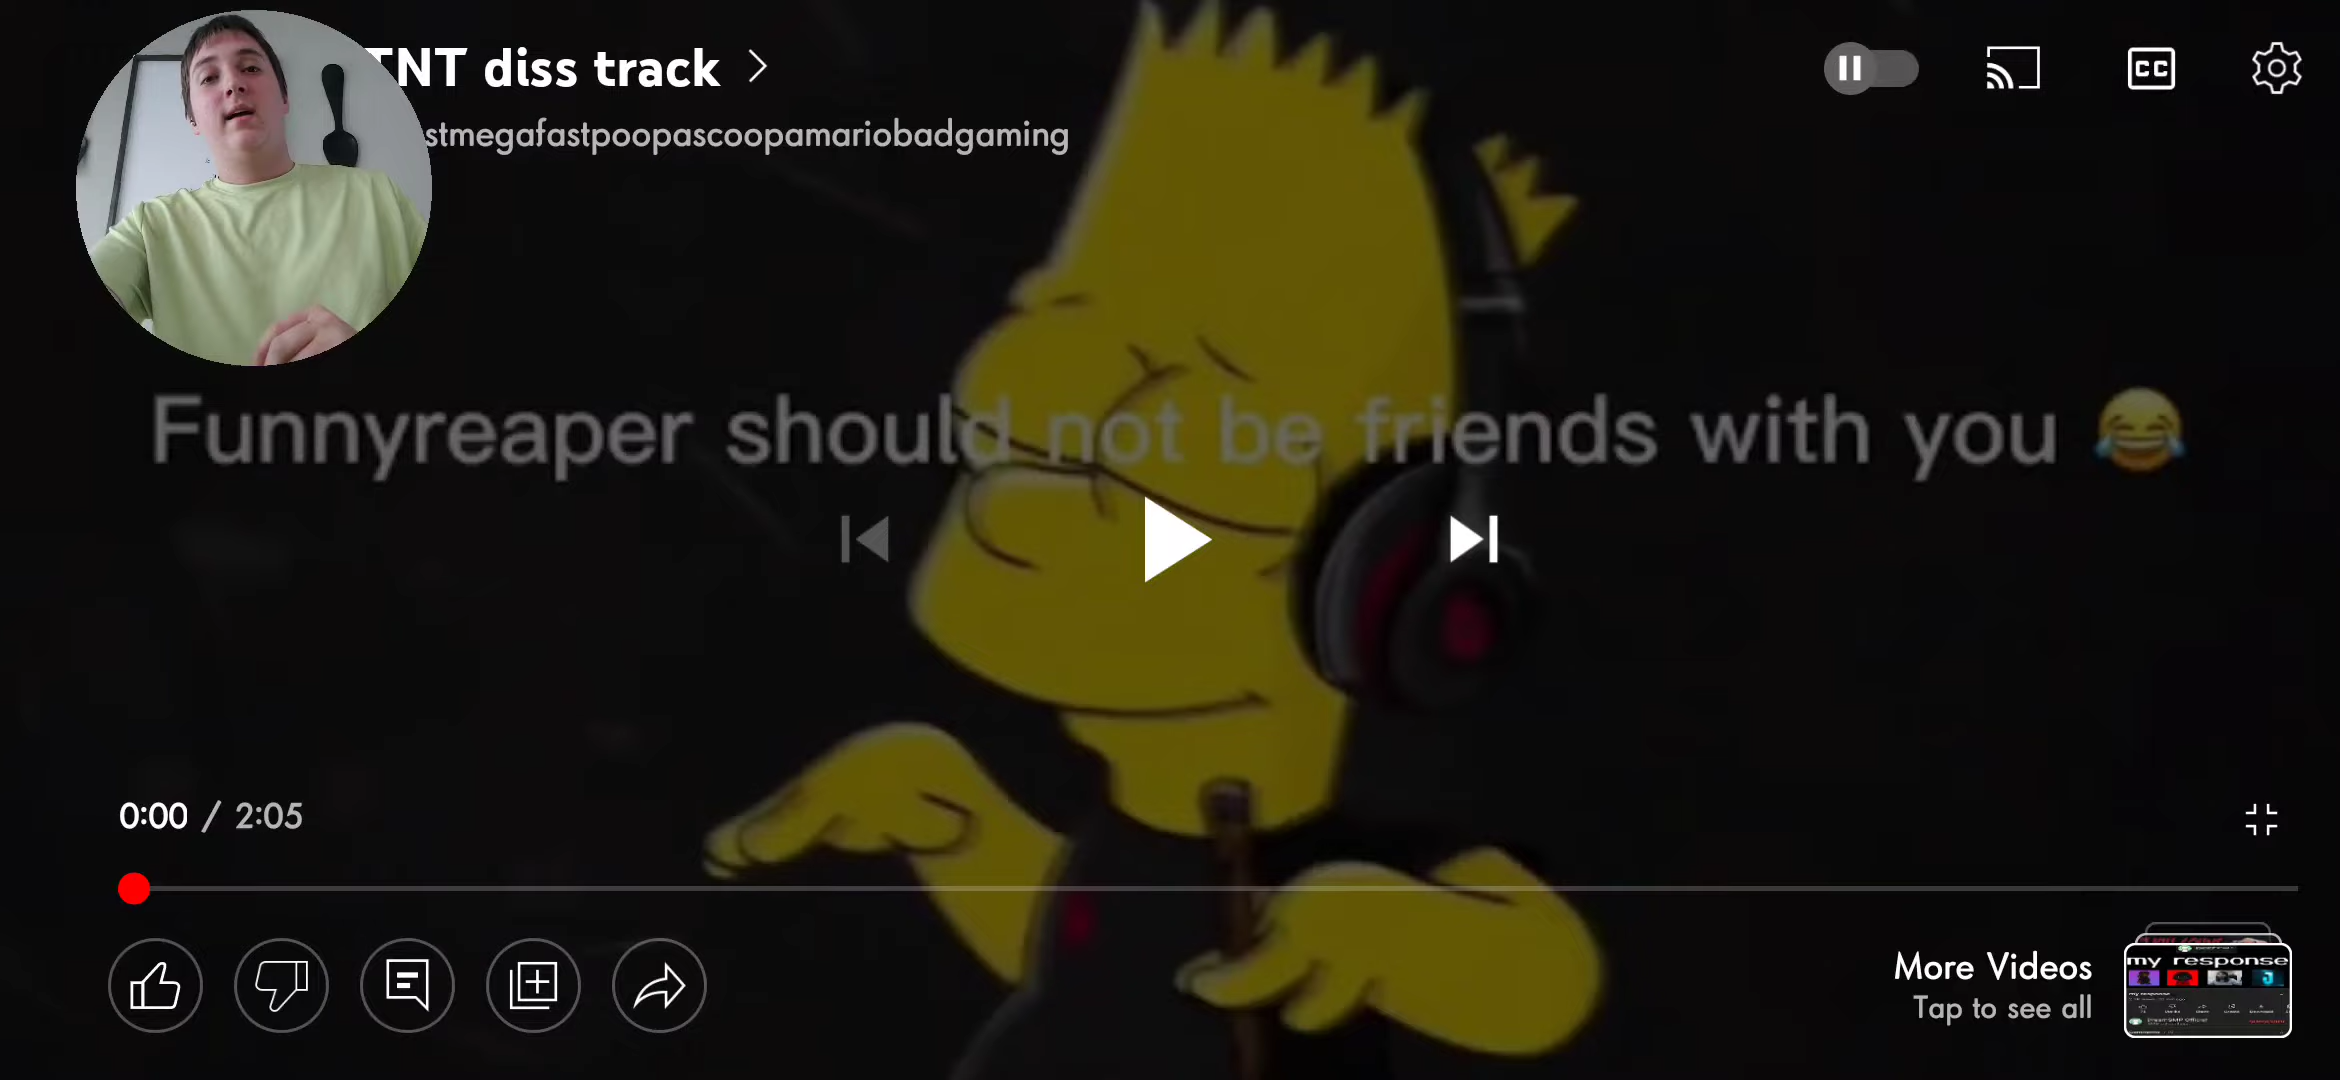 TNT diss track
stmegafastpoopascoopamariobadgaming
CC
Funnyreaper should not be friends with you 😂
0:00 / 2:05
More Videos
Tap to see all
my response